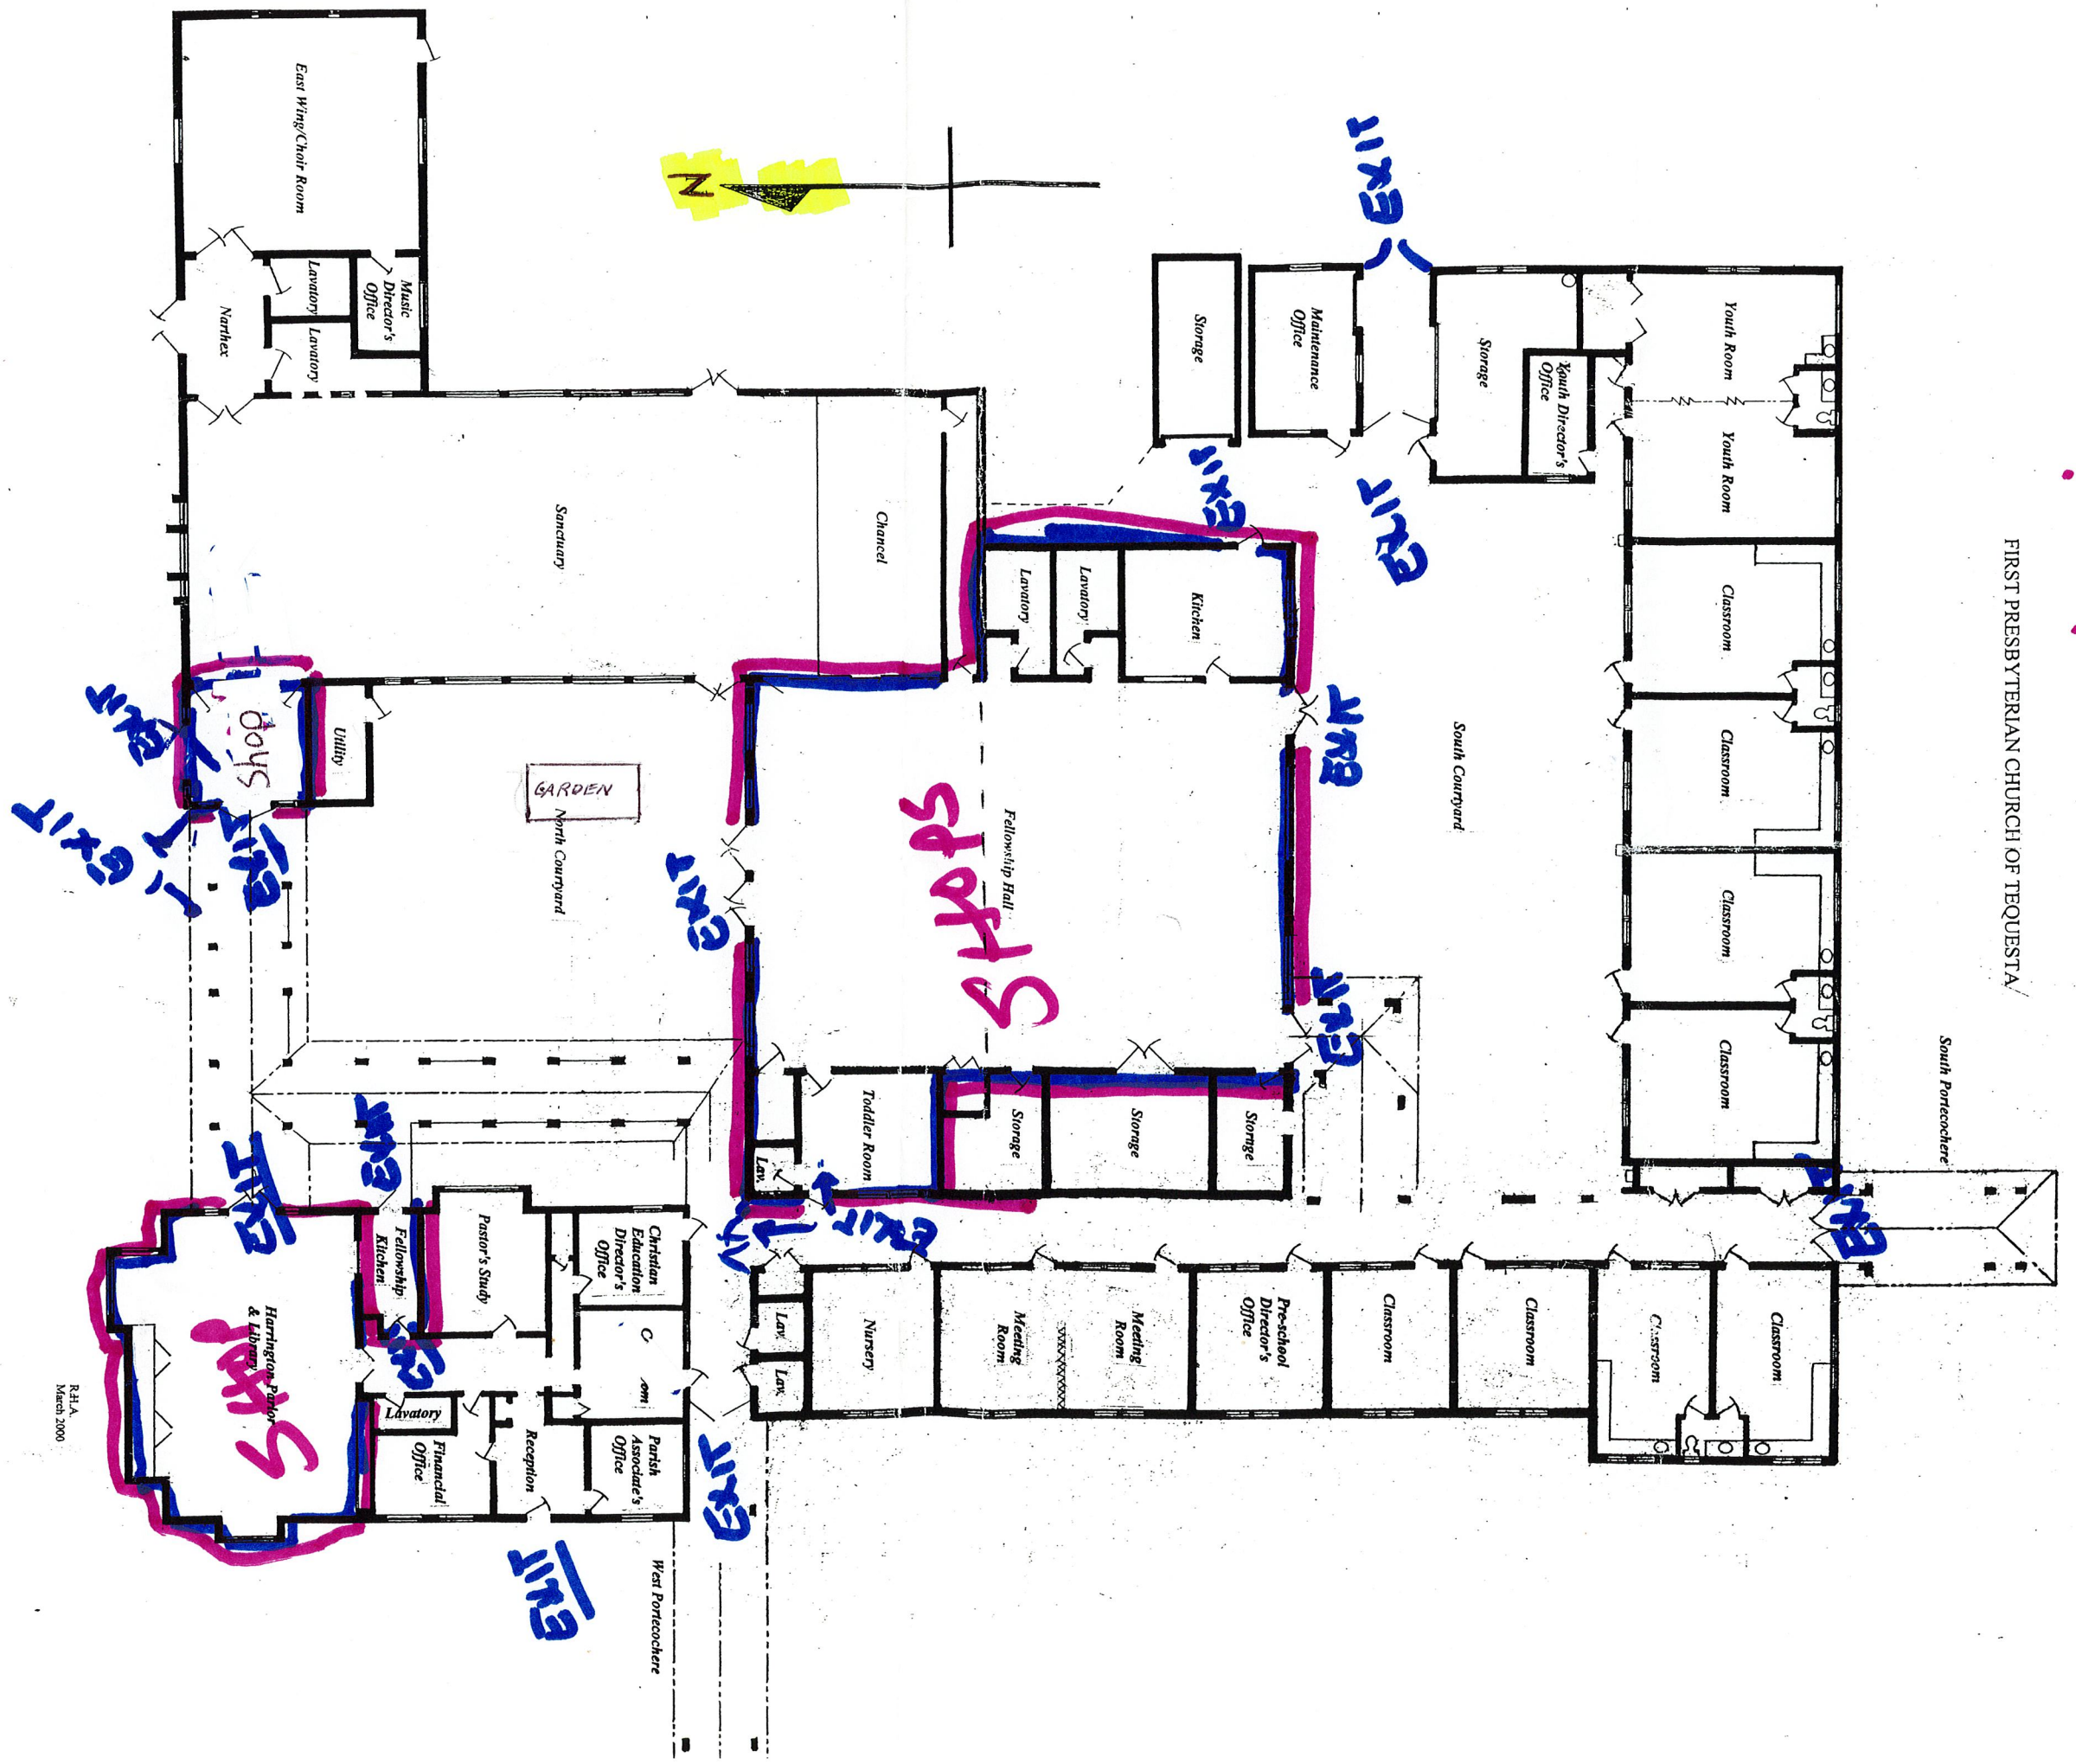 FIRST PRESBYTERIAN CHURCH OF TEQUESTA
South Portecochere
Youth Room
Youth Room
Classroom
Classroom
Classroom
Classroom
EXIT
Storage
Youth Director's
Office
EXIT
EXIT
Maintenance
Office
Storage
EXIT
South Courtyard
EXIT
EXIT
Classroom
Classroom
Classroom
Classroom
Pre-school
Director's
Office
Meeting
Room
Meeting
Room
Nursery
Lav.
Lav.
Kitchen
Lavatory
Lavatory
Fellowship Hall
SHOPS
Storage
Storage
Storage
Toddler Room
Lav.
EXIT
EXIT
N
Chancel
Sanctuary
GARDEN
North Courtyard
EXIT
West Portecochere
Christian
Education
Director's
Office
Parish
Associate's
Office
Pastor's Study
Reception
EXIT
Music
Director's
Office
Lavatory
Lavatory
Narthex
East Wing/Choir Room
Utility
Shop
EXIT
EXIT
EXIT
EXIT
Fellowship
Kitchen
EXIT
Lavatory
Financial
Office
EXIT
Harrington Parlor
& Library
R.H.A.
March 2000